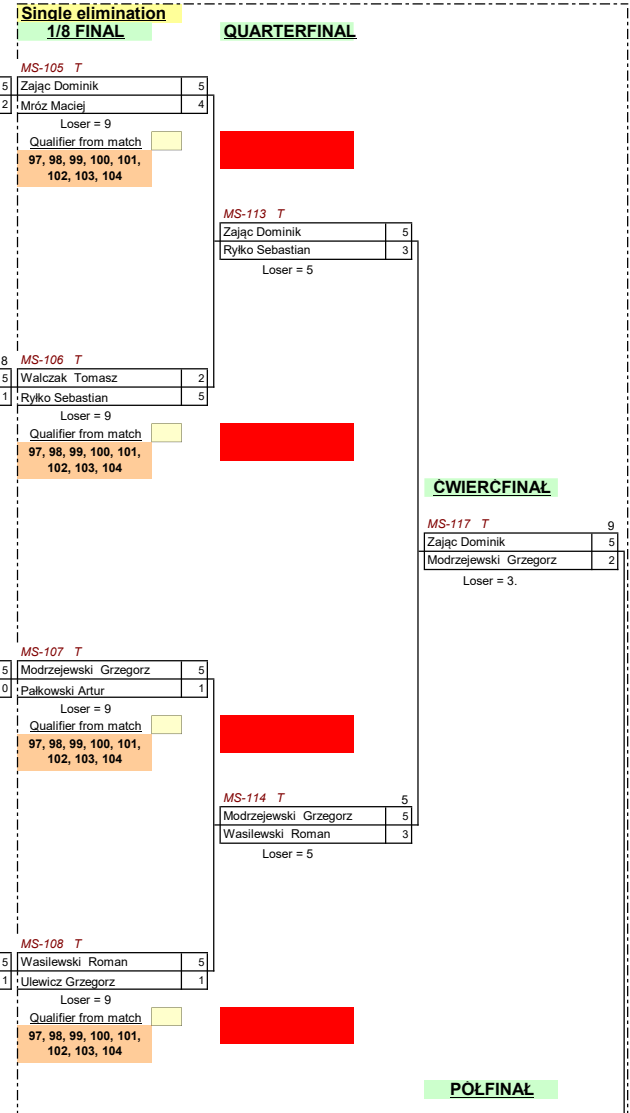 Single elimination
1/8 FINAL QUARTERFINAL
MS-105 T
5 Zając Dominik 5
2 Mróz Maciej 4
Loser = 9
Qualifier from match
97, 98, 99, 100, 101,
102, 103, 104
MS-113 T
Zając Dominik 5
Ryłko Sebastian 3
Loser = 5
8 MS-106 T
5 Walczak Tomasz 2
1 Ryłko Sebastian 5
Loser = 9
Qualifier from match
97, 98, 99, 100, 101,
102, 103, 104
ĆWIERĆFINAŁ
MS-117 T 9
Zając Dominik 5
Modrzejewski Grzegorz 2
Loser = 3.
MS-107 T
5 Modrzejewski Grzegorz 5
0 Pałkowski Artur 1
Loser = 9
Qualifier from match
97, 98, 99, 100, 101,
102, 103, 104
MS-114 T 5
Modrzejewski Grzegorz 5
Wasilewski Roman 3
Loser = 5
MS-108 T
5 Wasilewski Roman 5
1 Ulewicz Grzegorz 1
Loser = 9
Qualifier from match
97, 98, 99, 100, 101,
102, 103, 104
PÓŁFINAŁ